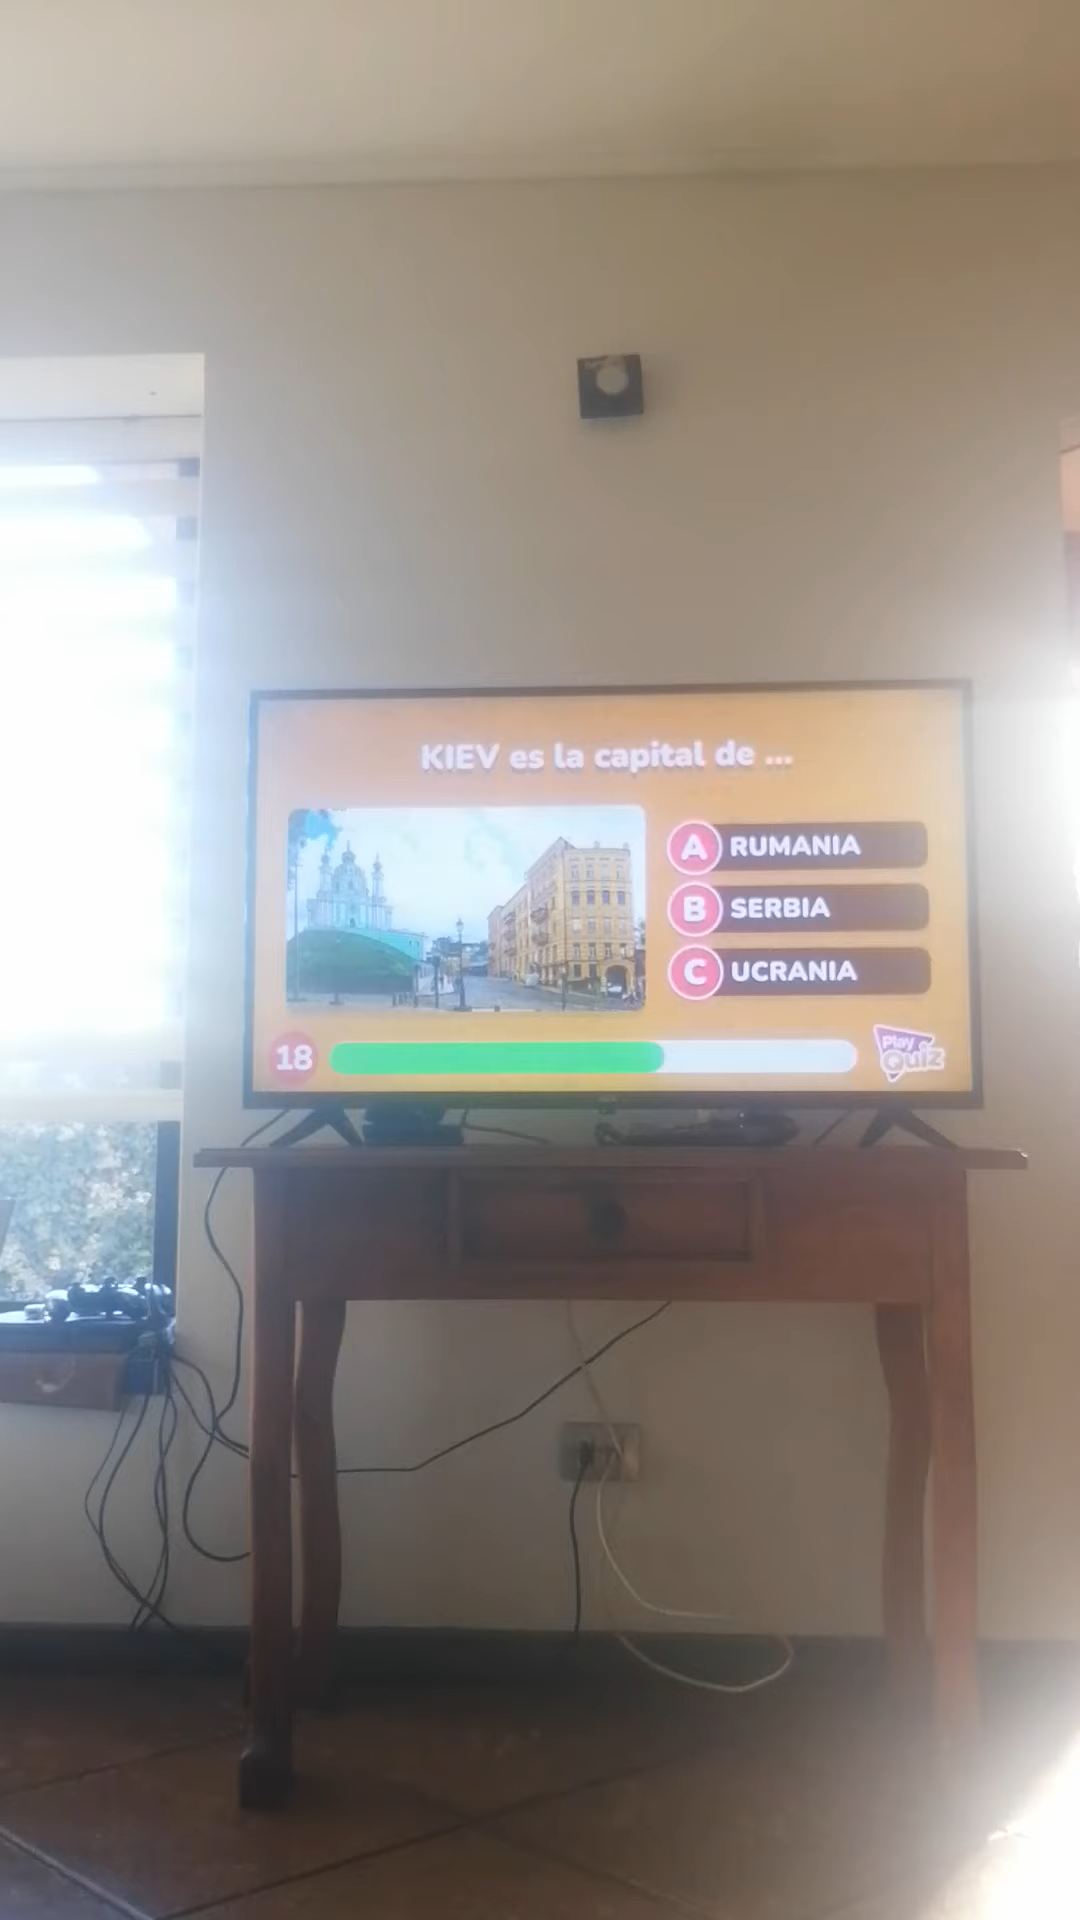 KIEV es la capital de ...
A RUMANIA
B SERBIA
C UCRANIA
18
Play
Quiz